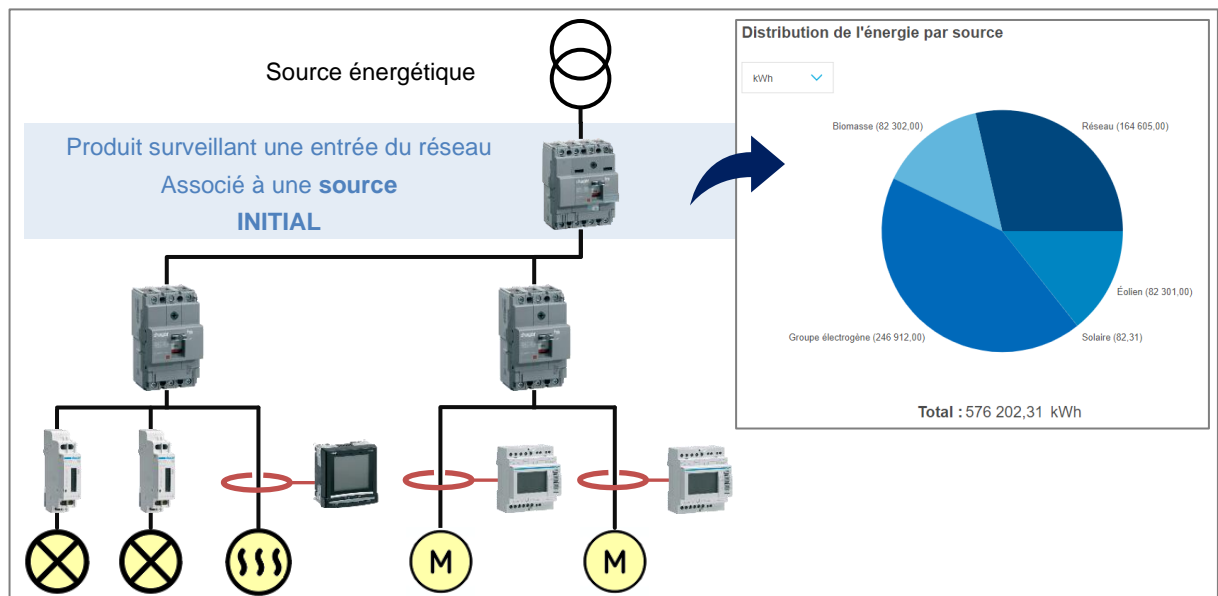 Source énergétique
Produit surveillant une entrée du réseau
Associé à une source
INITIAL
Distribution de l'énergie par source
kWh
Biomasse (82 302,00)
Réseau (164 605,00)
Éolien (82 301,00)
Groupe électrogène (246 912,00)
Solaire (82,31)
Total : 576 202,31 kWh
M
M